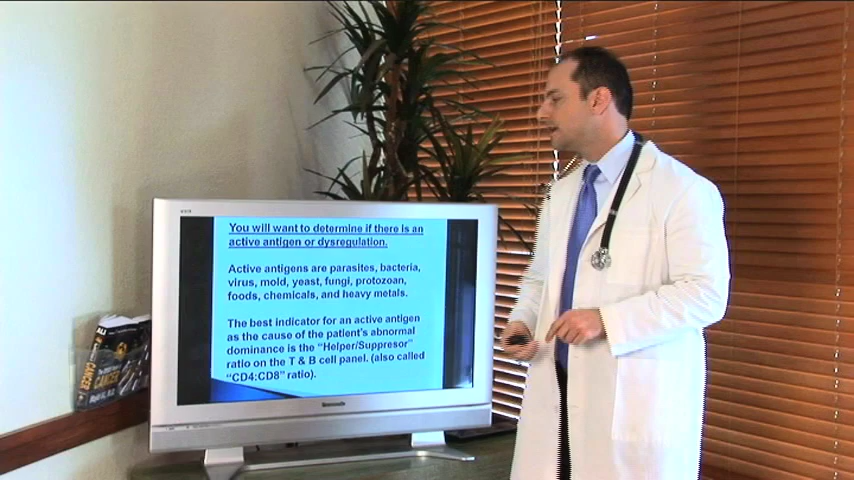 You will want to determine if there is an
active antigen or dysregulation.
Active antigens are parasites, bacteria,
virus, mold, yeast, fungi, protozoan,
foods, chemicals, and heavy metals.
The best indicator for an active antigen
as the cause of the patient's abnormal
dominance is the “Helper/Suppresor”
ratio on the T & B cell panel. (also called
“CD4:CD8” ratio).
CANCER
CANCER